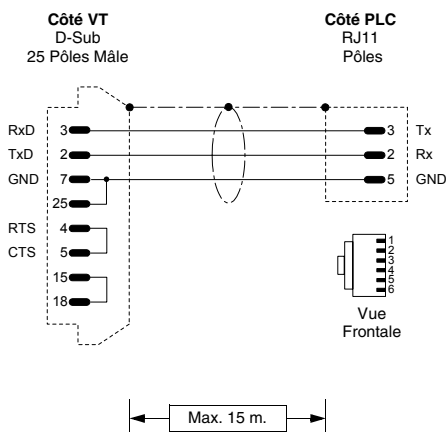 Côté VT
D-Sub
25 Pôles Mâle
Côté PLC
RJ11
Pôles
RxD 3 3 Tx
TxD 2 2 Rx
GND 7 5 GND
25
RTS 4
CTS 5
15
18
1
2
3
4
5
6
Vue
Frontale
Max. 15 m.